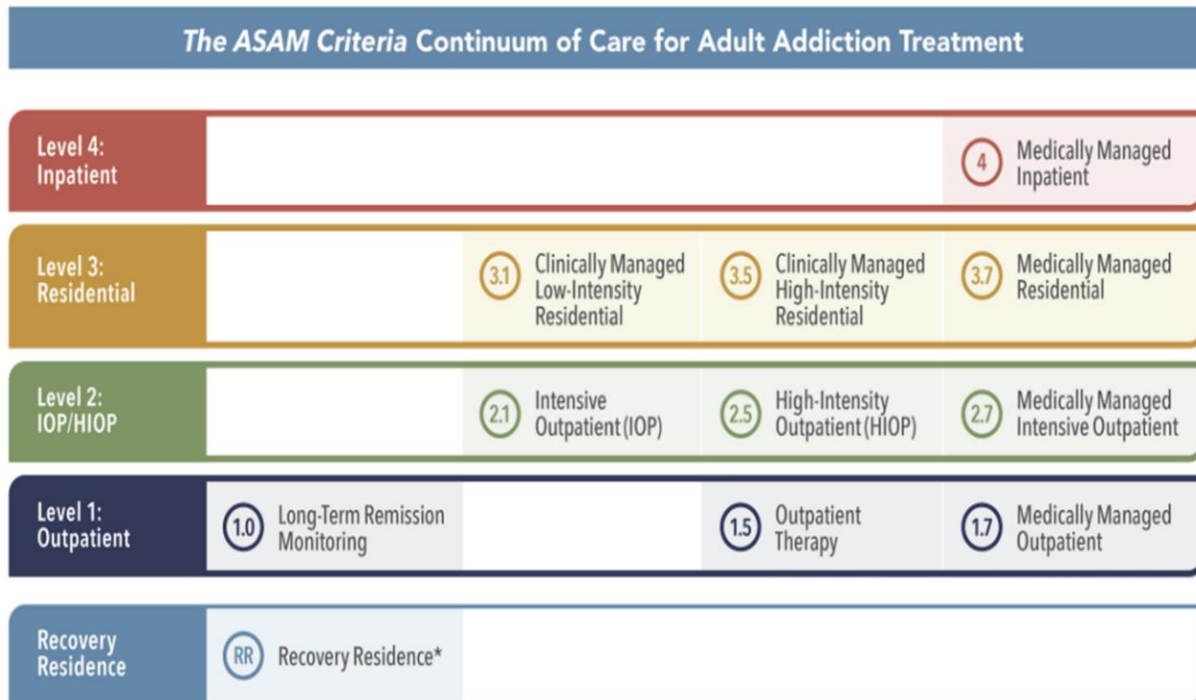 The ASAM Criteria Continuum of Care for Adult Addiction Treatment
Level 4:
Inpatient
4
Medically Managed
Inpatient
Level 3:
Residential
3.1
Clinically Managed
Low-Intensity
Residential
3.5
Clinically Managed
High-Intensity
Residential
3.7
Medically Managed
Residential
Level 2:
IOP/HIOP
2.1
Intensive
Outpatient (IOP)
2.5
High-Intensity
Outpatient (HIOP)
2.7
Medically Managed
Intensive Outpatient
Level 1:
Outpatient
1.0
Long-Term Remission
Monitoring
1.5
Outpatient
Therapy
1.7
Medically Managed
Outpatient
Recovery
Residence
RR
Recovery Residence*